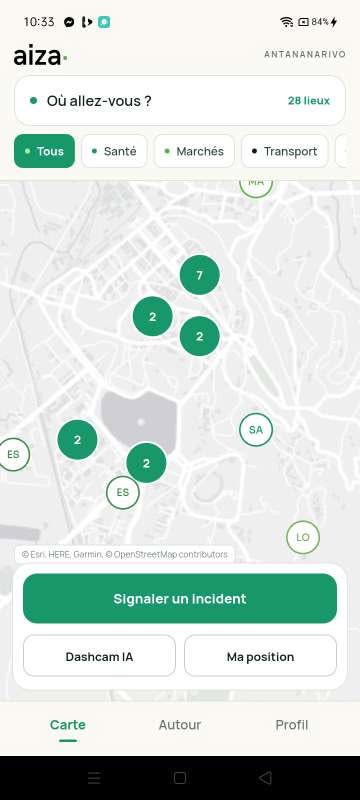 10:33
84%
aiza.
ANTANANARIVO
Où allez-vous ?
28 lieux
Tous
Santé
Marchés
Transport
MA
7
2
2
2
2
ES
ES
SA
LO
© Esri, HERE, Garmin, © OpenStreetMap contributors
Signaler un incident
Dashcam IA
Ma position
Carte
Autour
Profil